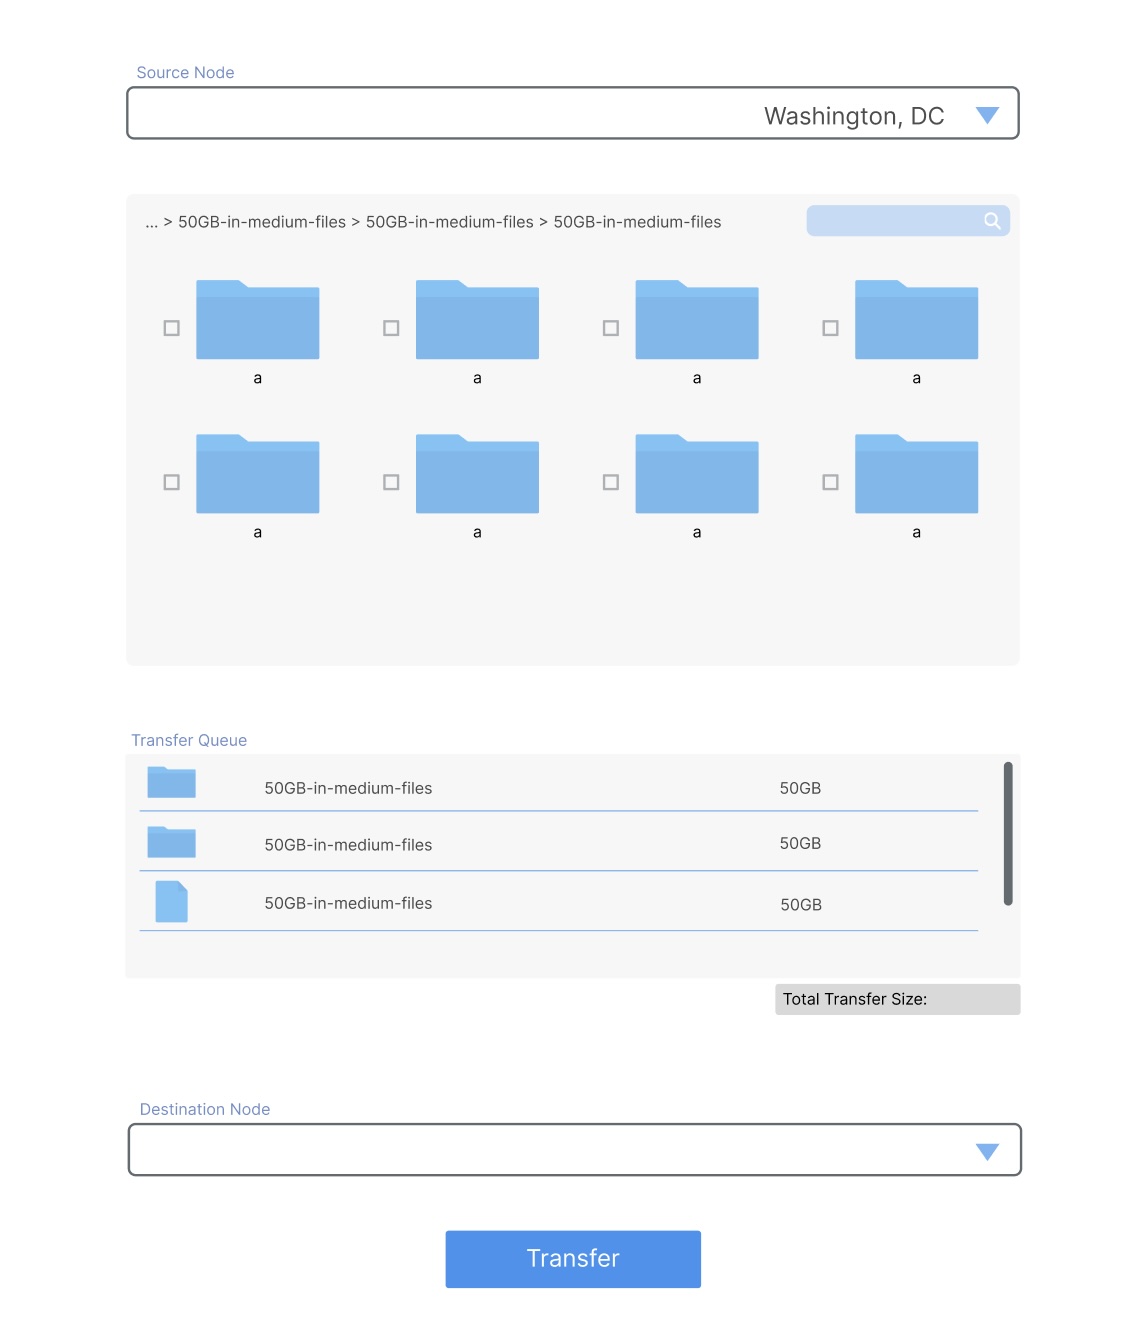 Source Node
Washington, DC
... > 50GB-in-medium-files > 50GB-in-medium-files > 50GB-in-medium-files
a a a a
a a a a
Transfer Queue
50GB-in-medium-files 50GB
50GB-in-medium-files 50GB
50GB-in-medium-files 50GB
Total Transfer Size:
Destination Node
Transfer